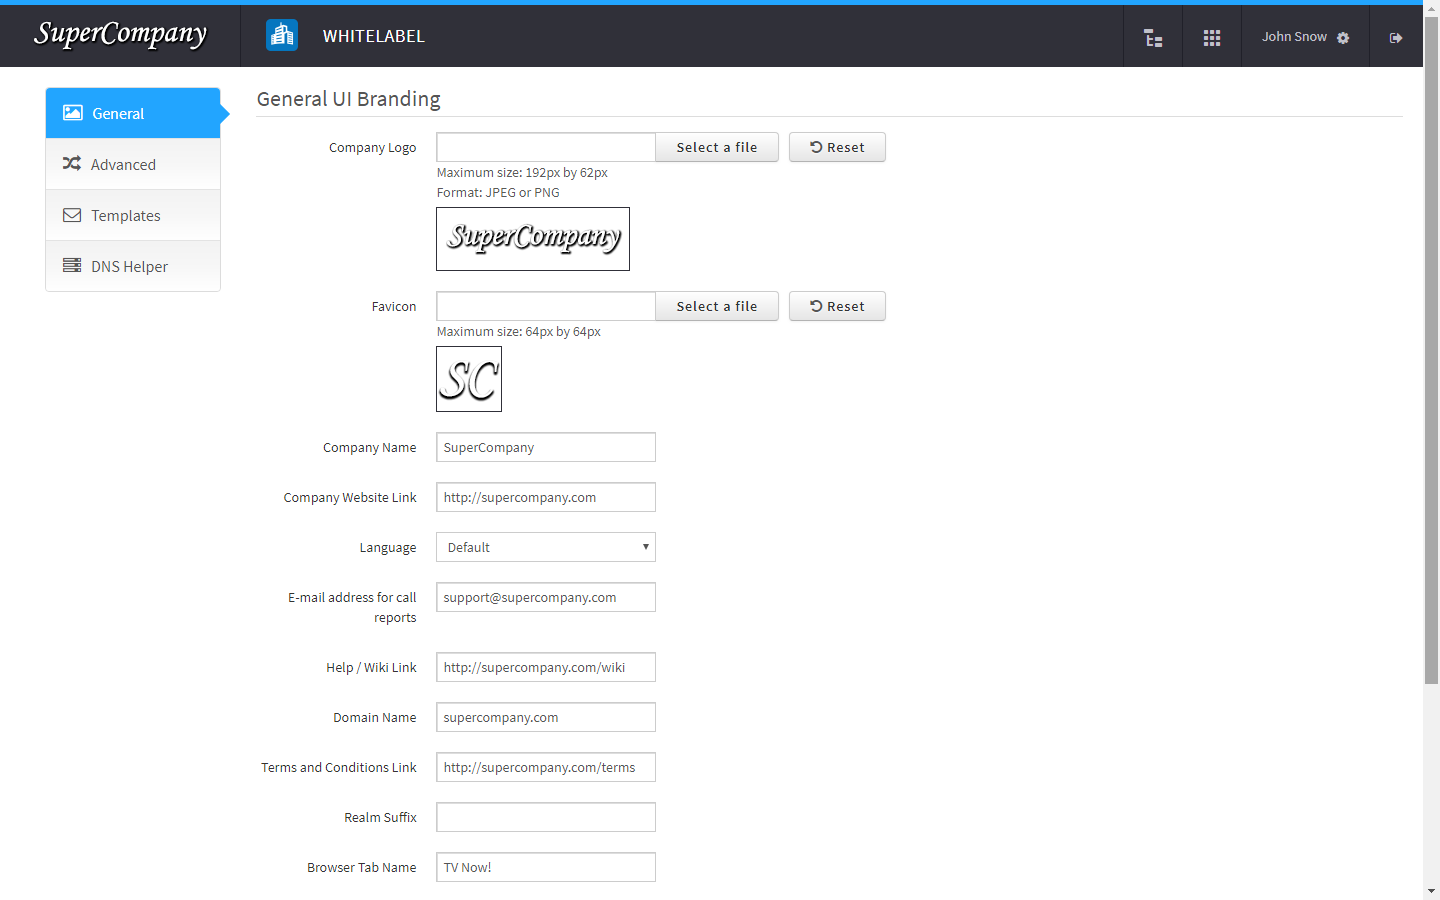 SuperCompany
WHITELABEL
John Snow
General
Advanced
Templates
DNS Helper
General UI Branding
Company Logo
Select a file
Reset
Maximum size: 192px by 62px
Format: JPEG or PNG
SuperCompany
Favicon
Select a file
Reset
Maximum size: 64px by 64px
SC
Company Name
SuperCompany
Company Website Link
http://supercompany.com
Language
Default
E-mail address for call
reports
support@supercompany.com
Help / Wiki Link
http://supercompany.com/wiki
Domain Name
supercompany.com
Terms and Conditions Link
http://supercompany.com/terms
Realm Suffix
Browser Tab Name
TV Now!